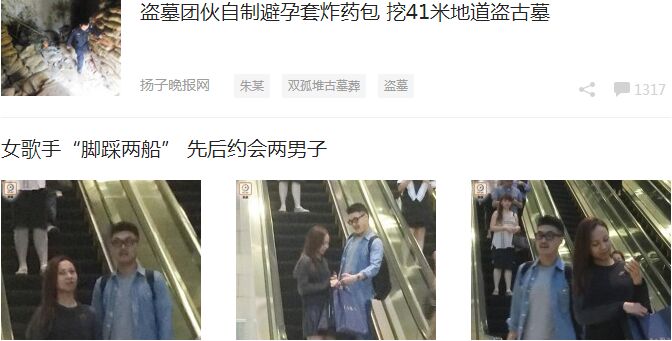 盗墓团伙自制避孕套炸药包 挖41米地道盗古墓
扬子晚报网 朱某 双孤堆古墓葬 盗墓 1317
女歌手“脚踩两船” 先后约会两男子